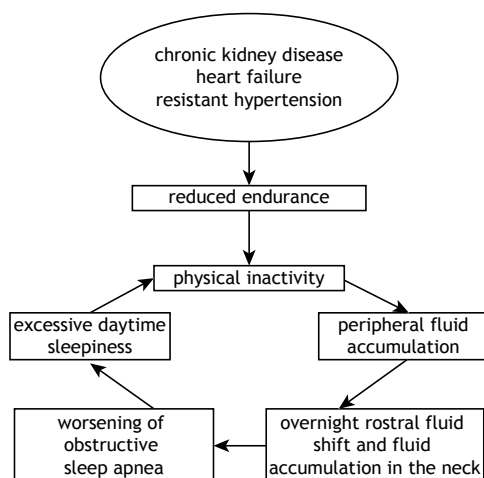 chronic kidney disease
heart failure
resistant hypertension
reduced endurance
physical inactivity
excessive daytime
sleepiness
peripheral fluid
accumulation
worsening of
obstructive
sleep apnea
overnight rostral fluid
shift and fluid
accumulation in the neck